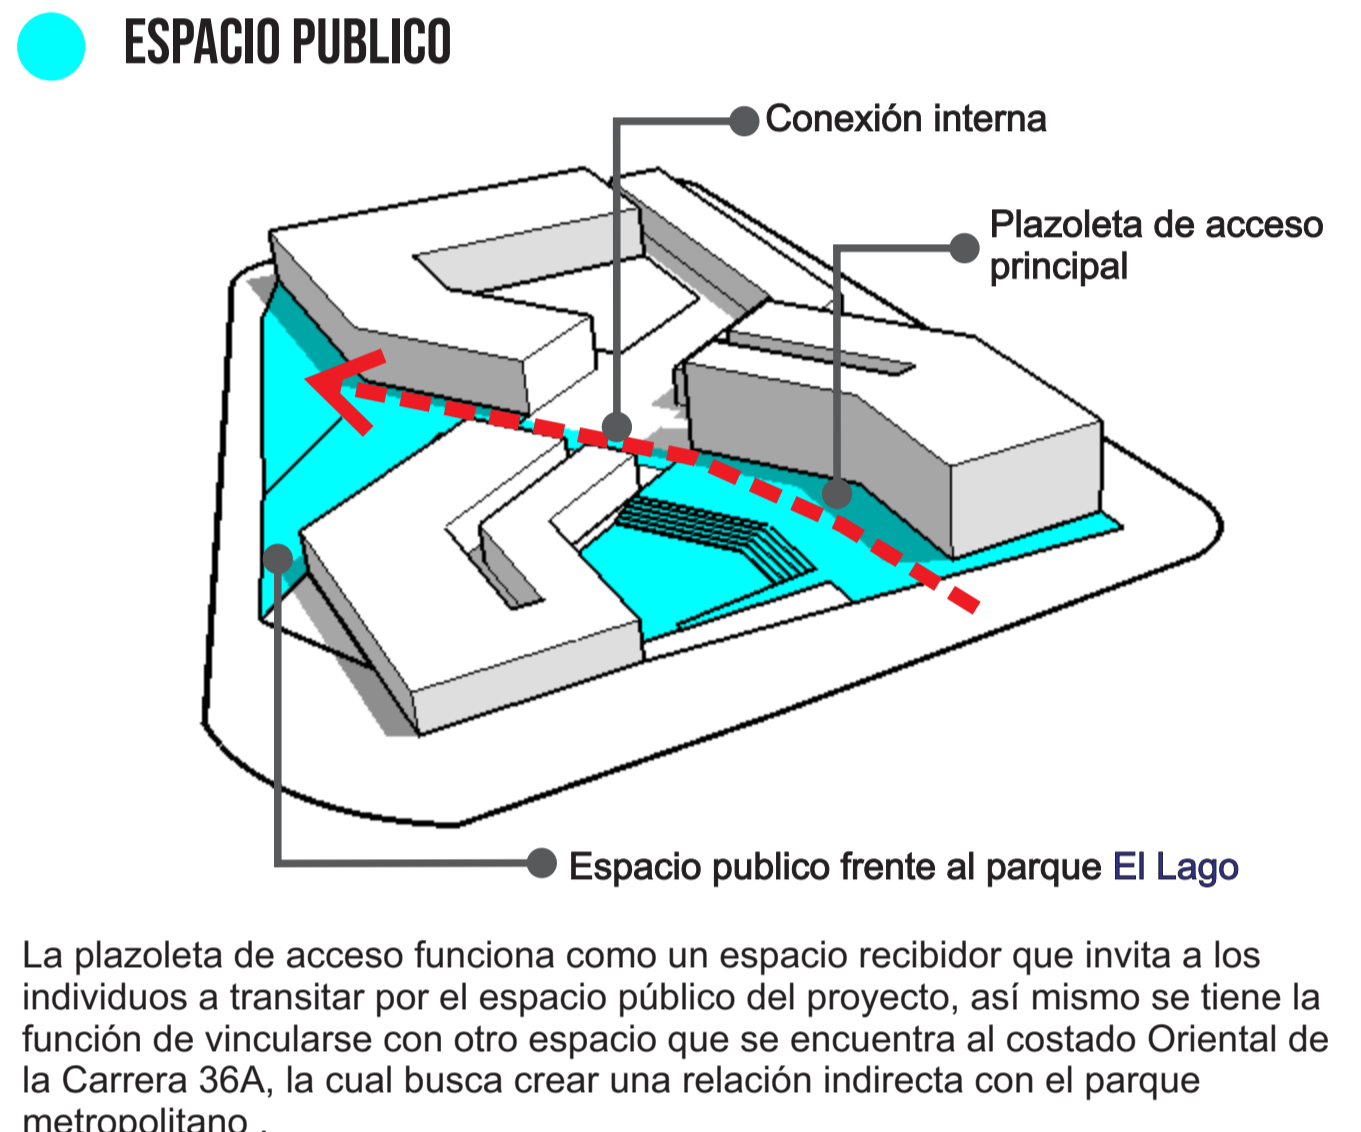 ESPACIO PUBLICO
Conexión interna
Plazoleta de acceso
principal
Espacio publico frente al parque El Lago
La plazoleta de acceso funciona como un espacio recibidor que invita a los
individuos a transitar por el espacio público del proyecto, así mismo se tiene la
función de vincularse con otro espacio que se encuentra al costado Oriental de
la Carrera 36A, la cual busca crear una relación indirecta con el parque
metropolitano .